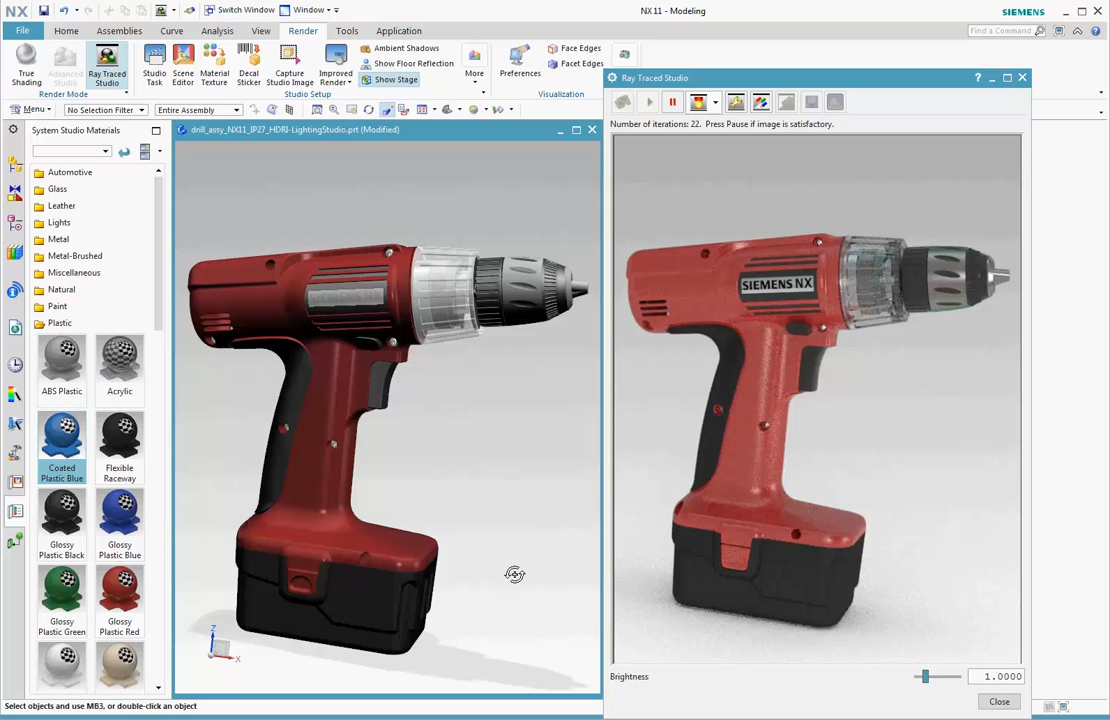 NX
Switch Window
Window
NX 11 - Modeling
SIEMENS
File
Home
Assemblies
Curve
Analysis
View
Render
Tools
Application
Find a Command
True Shading
Advanced Studio
Ray Traced Studio
Render Mode
Studio Task
Scene Editor
Material Texture
Decal Sticker
Capture Studio Image
Improved Render
Ambient Shadows
Show Floor Reflection
Show Stage
Studio Setup
More
Preferences
Face Edges
Facet Edges
Visualization
Menu
No Selection Filter
Entire Assembly
System Studio Materials
Automotive
Glass
Leather
Lights
Metal
Metal-Brushed
Miscellaneous
Natural
Paint
Plastic
ABS Plastic
Acrylic
Coated Plastic Blue
Flexible Raceway
Glossy Plastic Black
Glossy Plastic Blue
Glossy Plastic Green
Glossy Plastic Red
drill_assy_NX11_IP27_HDRI-LightingStudio.prt (Modified)
SIEMENS NX
Z
X
Ray Traced Studio
Number of iterations: 22. Press Pause if image is satisfactory.
SIEMENS NX
Brightness
1.0000
Close
Select objects and use MB3, or double-click an object